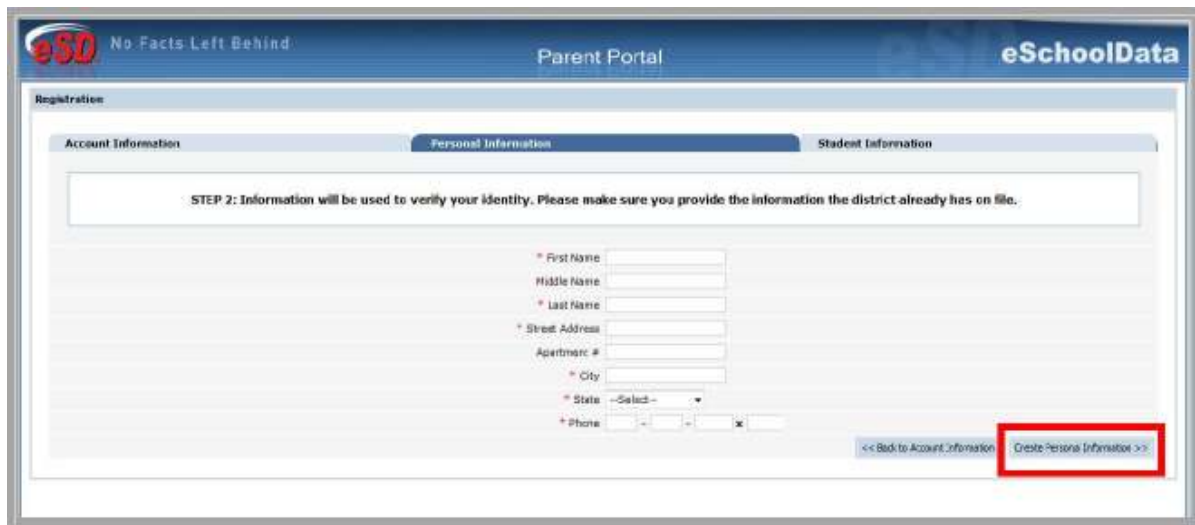 eSD No Facts Left Behind
Parent Portal
eSchoolData
Registration
Account Information Personal Information Student Information
STEP 2: Information will be used to verify your identity. Please make sure you provide the information the district already has on file.
* First Name
Middle Name
* Last Name
* Street Address
Apartment #
* City
* State --Select--
* Phone - - x
<< Back to Account Information Create Personal Information >>